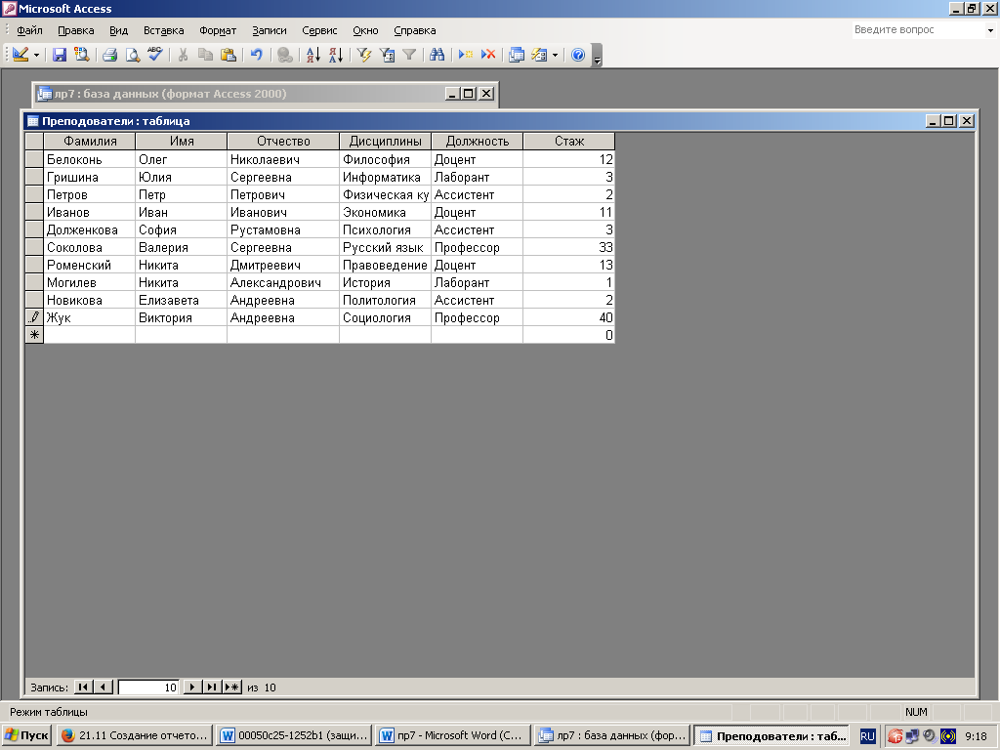 Microsoft Access
Файл Правка Вид Вставка Формат Записи Сервис Окно Справка Введите вопрос
лр7 : база данных (формат Access 2000)
Преподователи : таблица
Фамилия Имя Отчество Дисциплины Должность Стаж
Белоконь Олег Николаевич Философия Доцент 12
Гришина Юлия Сергеевна Информатика Лаборант 3
Петров Петр Петрович Физическая ку Ассистент 2
Иванов Иван Иванович Экономика Доцент 11
Долженкова София Рустамовна Психология Ассистент 3
Соколова Валерия Сергеевна Русский язык Профессор 33
Роменский Никита Дмитреевич Правоведение Доцент 13
Могилев Никита Александрович История Лаборант 1
Новикова Елизавета Андреевна Политология Ассистент 2
Жук Виктория Андреевна Социология Профессор 40
0
Запись: 10 из 10
Режим таблицы NUM
Пуск 21.11 Создание отчето... 00050c25-1252b1 (защи... пр7 - Microsoft Word (С... лр7 : база данных (фор... Преподователи : таб... RU 9:18